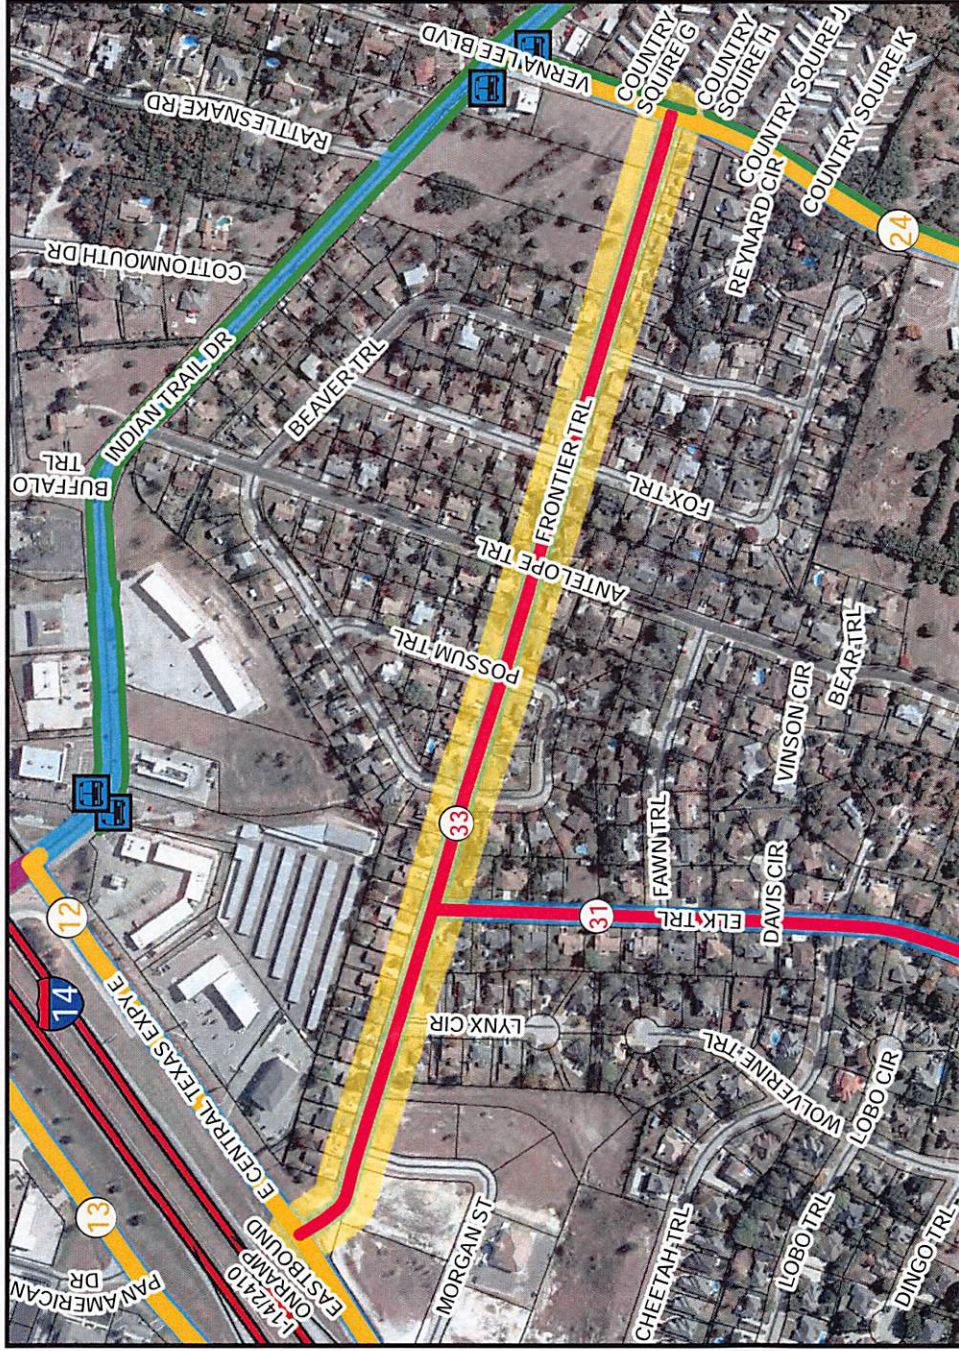 COUNTRY
SQUIRE G
COUNTRY
SQUIRE H
COUNTRY SQUIRE J
COUNTRY SQUIRE K
VERNA LEE BLVD
RATTLESNAKE RD
REYNARD CIR
24
COTTONMOUTH DR
INDIAN TRAIL DR
BEAVER TRL
BUFFALO
TRL
FRONTIER TRL
FOX TRL
ANTELOPE TRL
POSSUM TRL
BEAR TRL
VINSON CIR
33
FAWN TRL
DAVIS CIR
31
ELK TRL
12
14
E CENTRAL TEXAS EXPY E
LYNX CIR
WOLVERINE TRL
LOBO CIR
13
PAN AMERICAN
DR
I-14/2410
ONRAMP
EASTBOUND
MORGAN ST
CHEETAH TRL
LOBO TRL
DINGO TRL